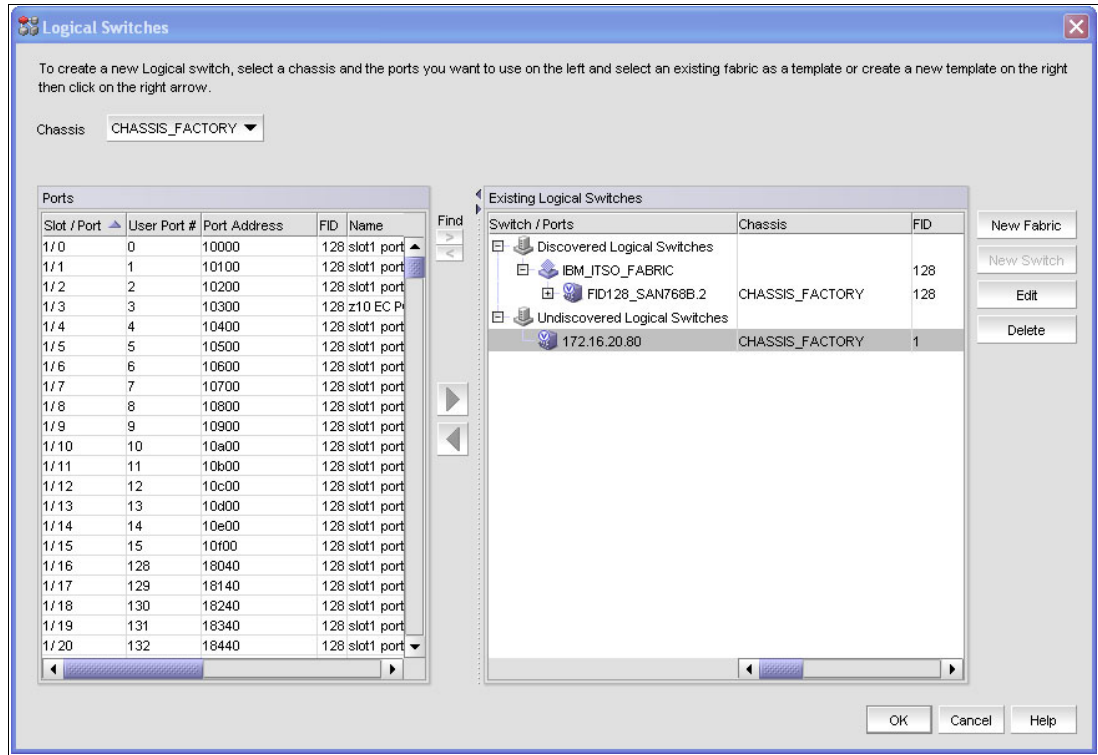 Logical Switches
To create a new Logical switch, select a chassis and the ports you want to use on the left and select an existing fabric as a template or create a new template on the right
then click on the right arrow.
Chassis CHASSIS_FACTORY
Ports
Slot / Port User Port # Port Address FID Name
1/ 0 0 10000 128 slot1 port
1/ 1 1 10100 128 slot1 port
1/ 2 2 10200 128 slot1 port
1/ 3 3 10300 128 z10 EC
1/ 4 4 10400 128 slot1 port
1/ 5 5 10500 128 slot1 port
1/ 6 6 10600 128 slot1 port
1/ 7 7 10700 128 slot1 port
1/ 8 8 10800 128 slot1 port
1/ 9 9 10900 128 slot1 port
1/ 10 10 10a00 128 slot1 port
1/ 11 11 10b00 128 slot1 port
1/ 12 12 10c00 128 slot1 port
1/ 13 13 10d00 128 slot1 port
1/ 14 14 10e00 128 slot1 port
1/ 15 15 10f00 128 slot1 port
1/ 16 128 18040 128 slot1 port
1/ 17 129 18140 128 slot1 port
1/ 18 130 18240 128 slot1 port
1/ 19 131 18340 128 slot1 port
1/ 20 132 18440 128 slot1 port
Find
>
<
Existing Logical Switches
Switch / Ports Chassis FID
Discovered Logical Switches
IBM_ITSO_FABRIC 128
FID128_SAN768B.2 CHASSIS_FACTORY 128
Undiscovered Logical Switches
172.16.20.80 CHASSIS_FACTORY 1
New Fabric
New Switch
Edit
Delete
OK Cancel Help